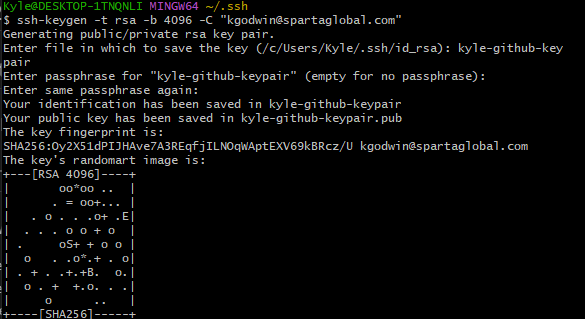 Kyle@DESKTOP-1TNQNLI MINGW64 ~/.ssh
$ ssh-keygen -t rsa -b 4096 -C "kgodwin@spartaglobal.com"
Generating public/private rsa key pair.
Enter file in which to save the key (/c/Users/Kyle/.ssh/id_rsa): kyle-github-key
pair
Enter passphrase for "kyle-github-keypair" (empty for no passphrase):
Enter same passphrase again:
Your identification has been saved in kyle-github-keypair
Your public key has been saved in kyle-github-keypair.pub
The key fingerprint is:
SHA256:Oy2X51dPIJHAve7A3REqfjILNOqWAptEXV69kBRcz/U kgodwin@spartaglobal.com
The key's randomart image is:
+---[RSA 4096]----+
|      oo*oo ..   |
|     . = oo+...  |
|   . o . . .o+ .E|
|  . . . o o + o  |
| .     oS+ + o o |
|  o   . .o*.+ . o|
| . + . .+.+B.  o.|
|  o . +  +.o. . .|
|     o      ..   |
+----[SHA256]-----+